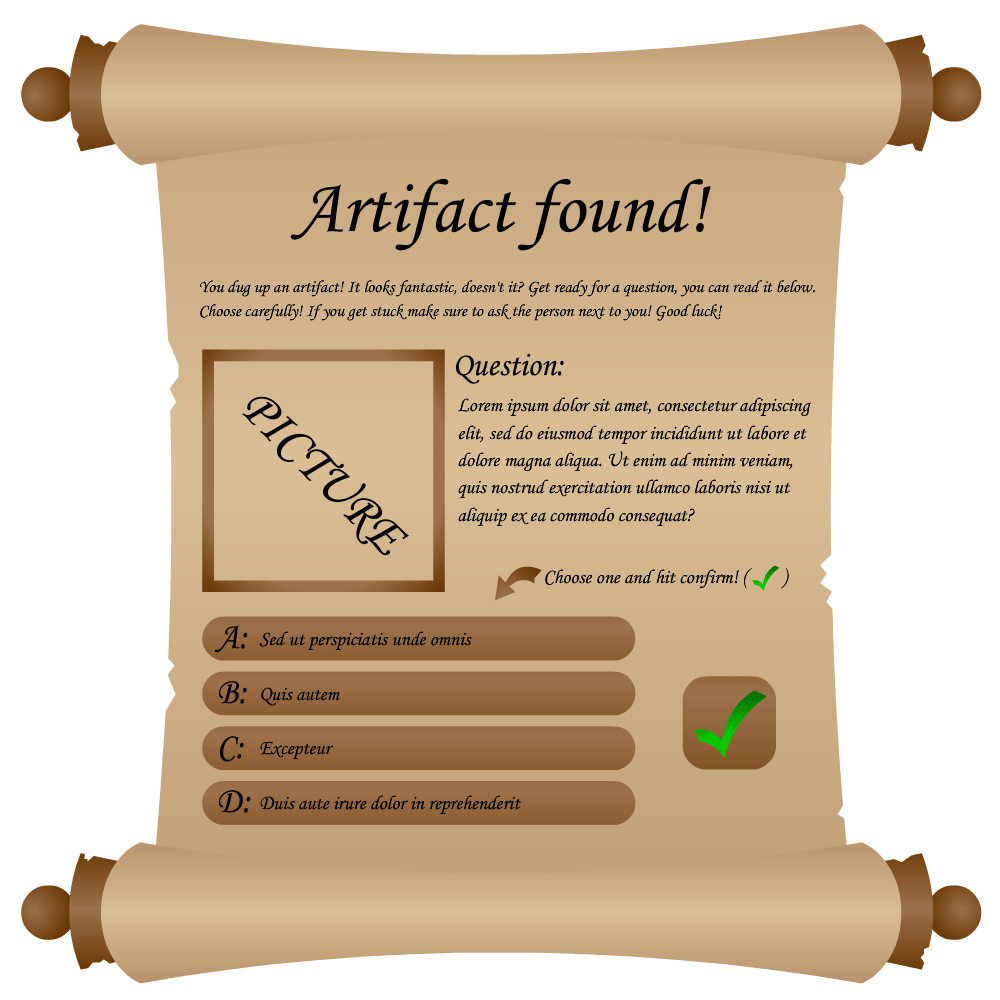 Artifact found!
You dug up an artifact! It looks fantastic, doesn't it? Get ready for a question, you can read it below.
Choose carefully! If you get stuck make sure to ask the person next to you! Good luck!
PICTURE
Question:
Lorem ipsum dolor sit amet, consectetur adipiscing
elit, sed do eiusmod tempor incididunt ut labore et
dolore magna aliqua. Ut enim ad minim veniam,
quis nostrud exercitation ullamco laboris nisi ut
aliquip ex ea commodo consequat?
Choose one and hit confirm! (✓)
A: Sed ut perspiciatis unde omnis
B: Quis autem
C: Excepteur
D: Duis aute irure dolor in reprehenderit